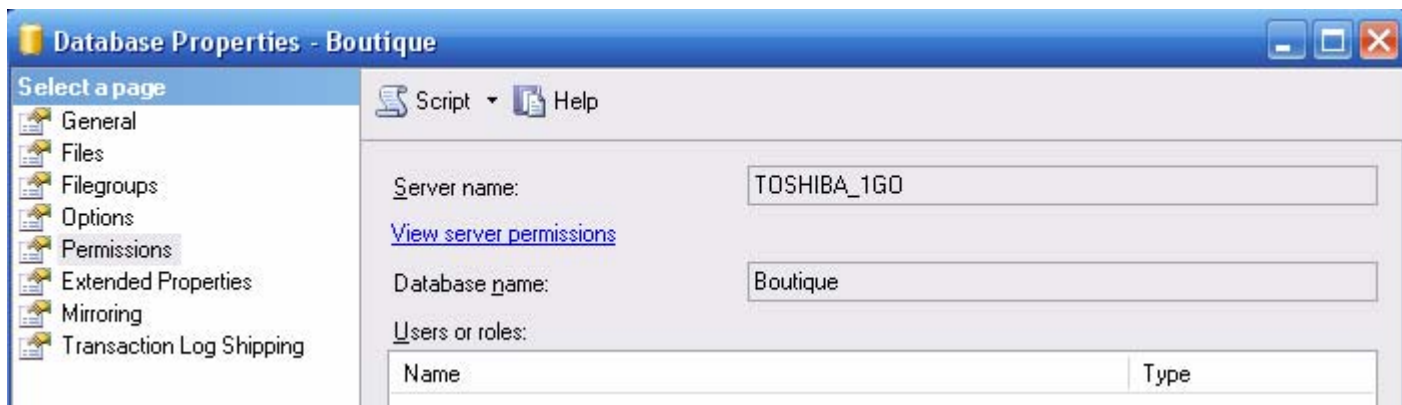 Database Properties - Boutique
Select a page
General
Files
Filegroups
Options
Permissions
Extended Properties
Mirroring
Transaction Log Shipping
Script Help
Server name: TOSHIBA_1GO
View server permissions
Database name: Boutique
Users or roles:
Name Type